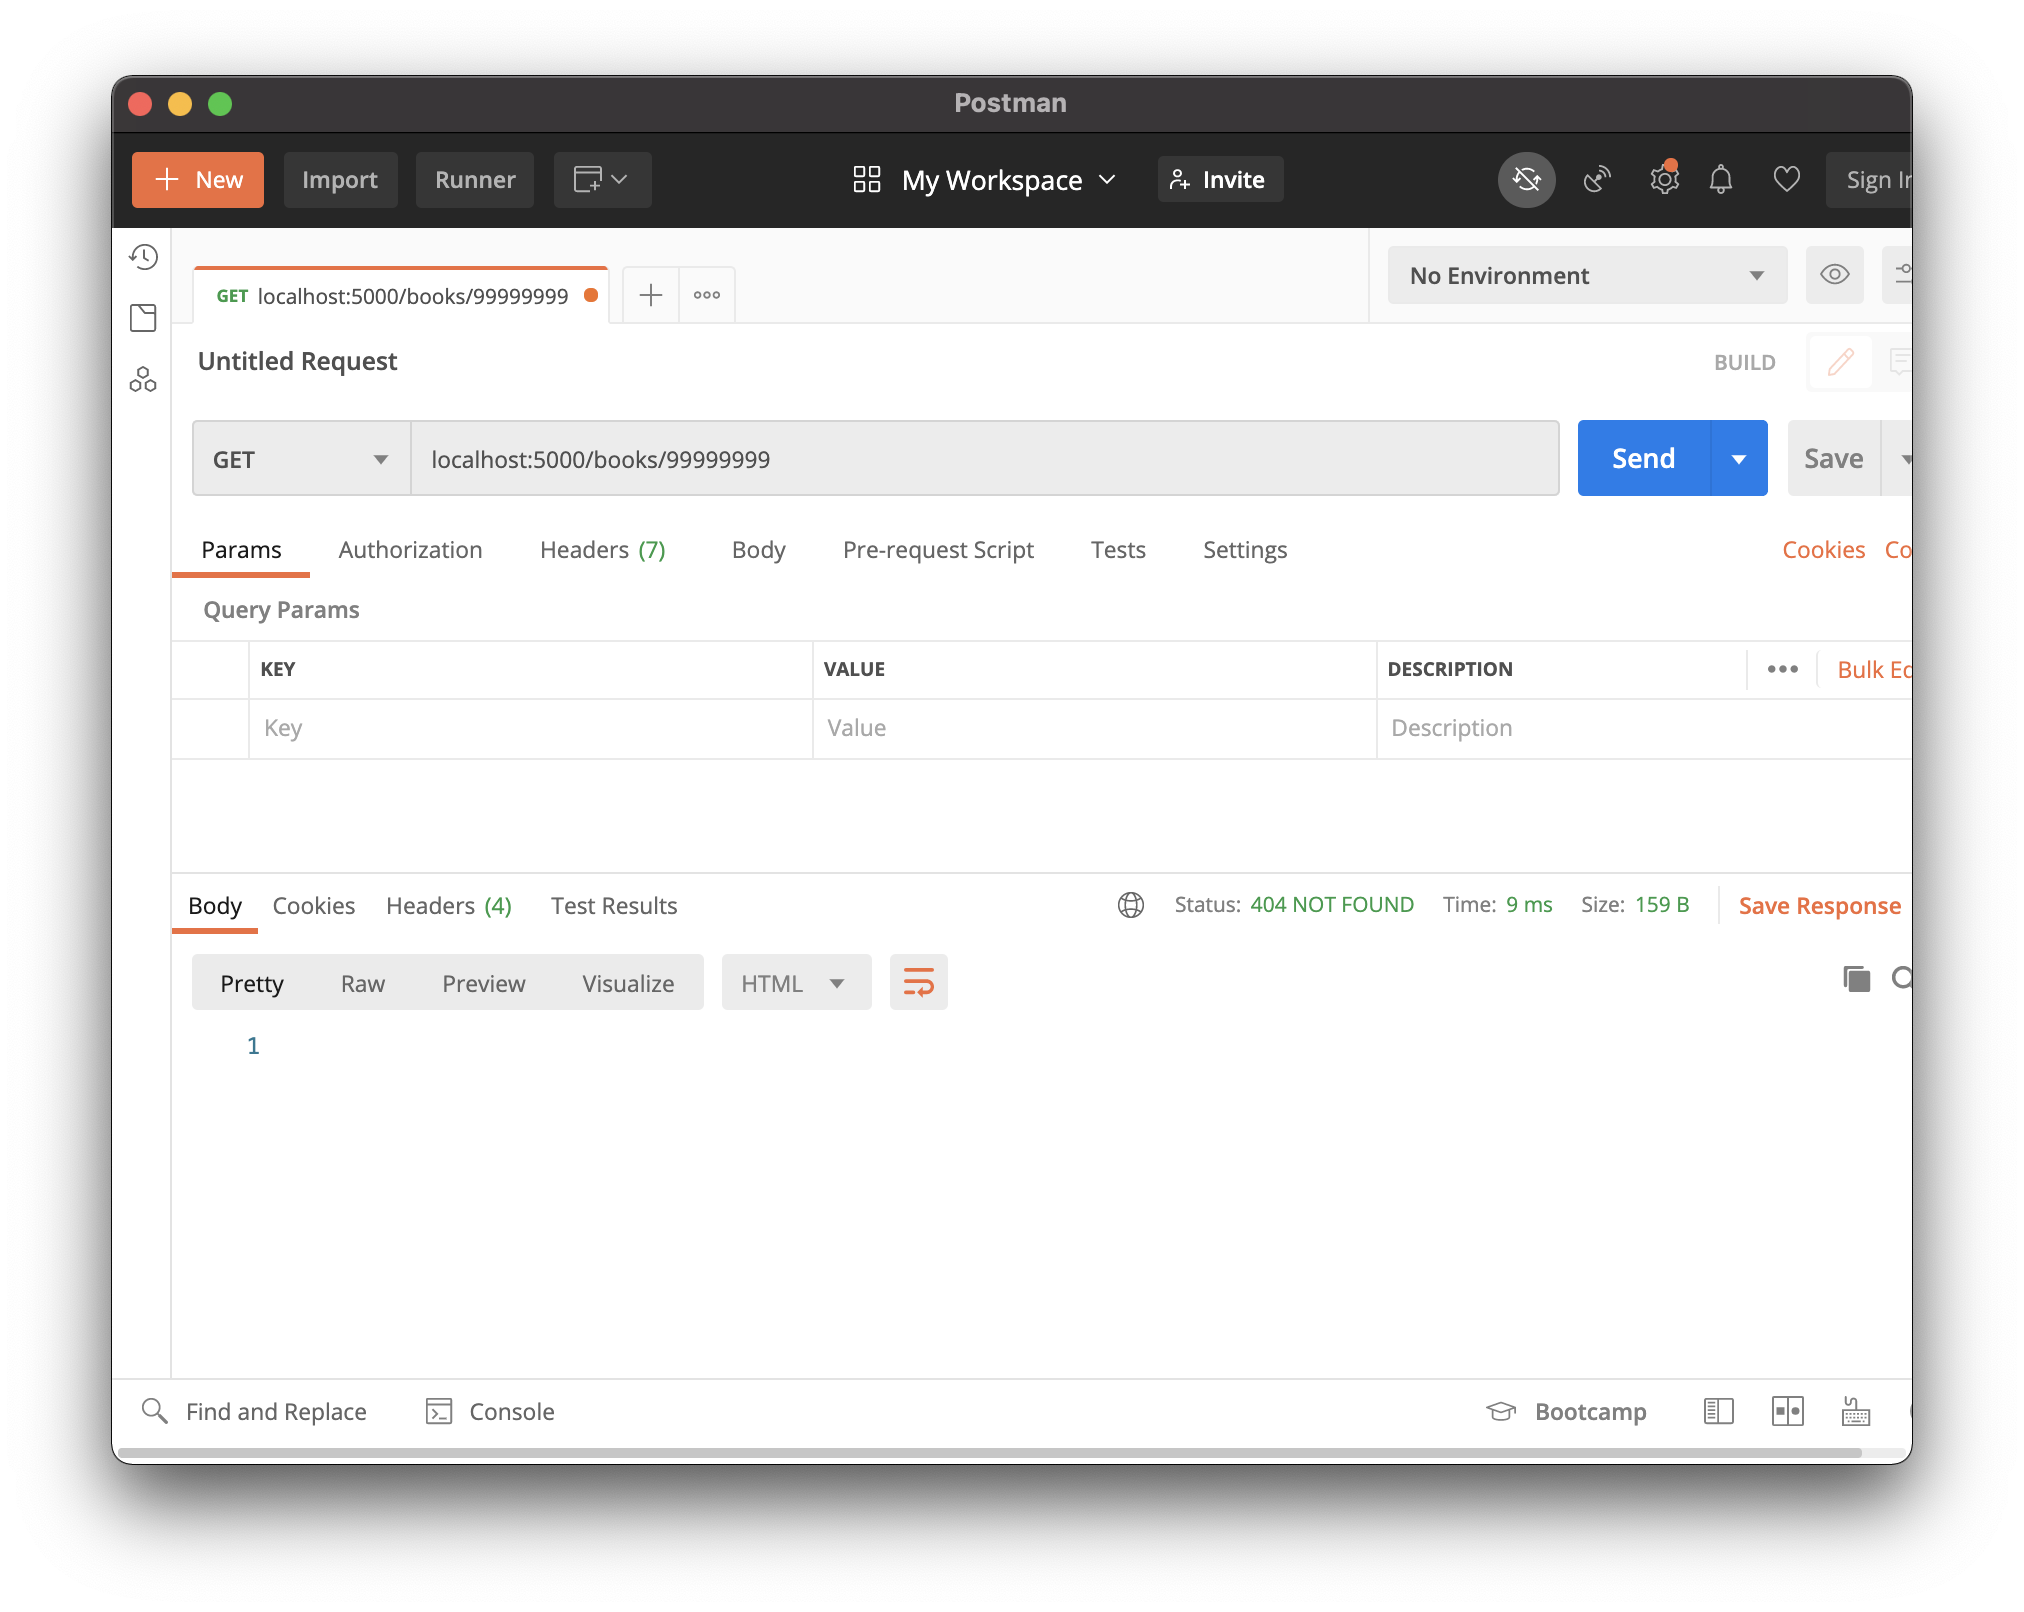 Postman
New Import Runner My Workspace Invite Sign In
GET localhost:5000/books/99999999 No Environment
Untitled Request BUILD
GET localhost:5000/books/99999999 Send Save
Params Authorization Headers (7) Body Pre-request Script Tests Settings Cookies Co
Query Params
KEY VALUE DESCRIPTION Bulk Ed
Key Value Description
Body Cookies Headers (4) Test Results Status: 404 NOT FOUND Time: 9 ms Size: 159 B Save Response
Pretty Raw Preview Visualize HTML
1
Find and Replace Console Bootcamp